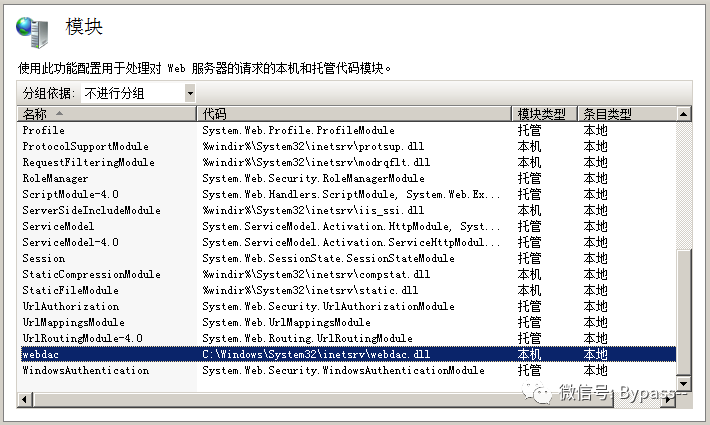 模块
使用此功能配置用于处理对 Web 服务器的请求的本机和托管代码模块。
分组依据: 不进行分组
名称 代码 模块类型 条目类型
Profile System.Web.Profile.ProfileModule 托管 本地
ProtocolSupportModule %windir%\System32\inetsrv\protsup.dll 本机 本地
RequestFilteringModule %windir%\System32\inetsrv\modrqflt.dll 本机 本地
RoleManager System.Web.Security.RoleManagerModule 托管 本地
ScriptModule-4.0 System.Web.Handlers.ScriptModule, System.Web.Ex... 托管 本地
ServerSideIncludeModule %windir%\System32\inetsrv\iis_ssi.dll 本机 本地
ServiceModel System.ServiceModel.Activation.HttpModule, Syst... 托管 本地
ServiceModel-4.0 System.ServiceModel.Activation.ServiceHttpModul... 托管 本地
Session System.Web.SessionState.SessionStateModule 托管 本地
StaticCompressionModule %windir%\System32\inetsrv\compstat.dll 本机 本地
StaticFileModule %windir%\System32\inetsrv\static.dll 本机 本地
UrlAuthorization System.Web.Security.UrlAuthorizationModule 托管 本地
UrlMappingsModule System.Web.UrlMappingsModule 托管 本地
UrlRoutingModule-4.0 System.Web.Routing.UrlRoutingModule 托管 本地
webdac C:\Windows\System32\inetsrv\webdac.dll 本机 本地
WindowsAuthentication System.Web.Security.WindowsAuthenticationModule 托管 本地
微信号: Bypass--